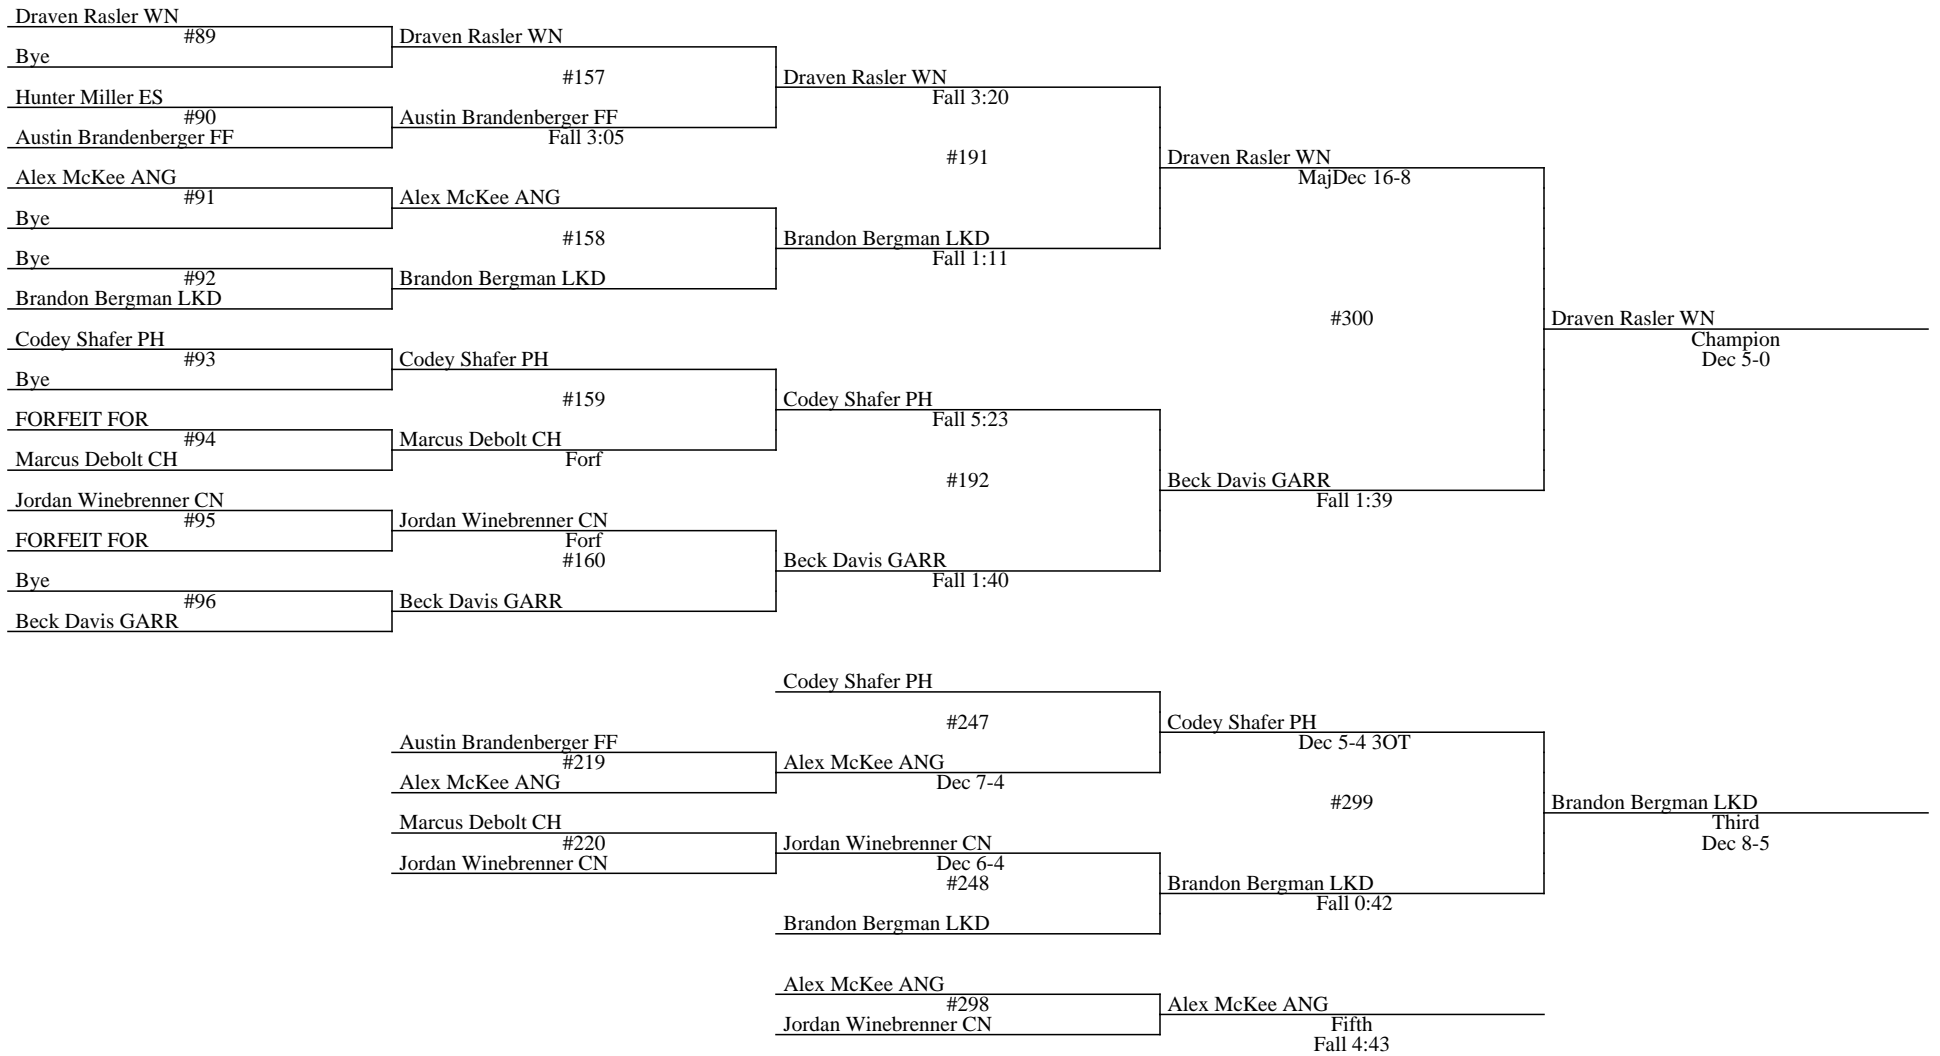 Draven Rasler WN
#89
Bye
Draven Rasler WN
#157
Hunter Miller ES
#90
Austin Brandenberger FF
Austin Brandenberger FF
Fall 3:05
Draven Rasler WN
Fall 3:20
#191
Alex McKee ANG
#91
Bye
Alex McKee ANG
#158
Bye
#92
Brandon Bergman LKD
Brandon Bergman LKD
Brandon Bergman LKD
Fall 1:11
Draven Rasler WN
MajDec 16-8
#300
Codey Shafer PH
#93
Bye
Codey Shafer PH
#159
FORFEIT FOR
#94
Marcus Debolt CH
Marcus Debolt CH
Forf
Codey Shafer PH
Fall 5:23
#192
Jordan Winebrenner CN
#95
FORFEIT FOR
Jordan Winebrenner CN
Forf
#160
Bye
#96
Beck Davis GARR
Beck Davis GARR
Beck Davis GARR
Fall 1:40
Beck Davis GARR
Fall 1:39
Draven Rasler WN
Champion
Dec 5-0
Codey Shafer PH
#247
Austin Brandenberger FF
#219
Alex McKee ANG
Alex McKee ANG
Dec 7-4
Codey Shafer PH
Dec 5-4 3OT
#299
Marcus Debolt CH
#220
Jordan Winebrenner CN
Jordan Winebrenner CN
Dec 6-4
#248
Brandon Bergman LKD
Brandon Bergman LKD
Fall 0:42
Brandon Bergman LKD
Third
Dec 8-5
Alex McKee ANG
#298
Jordan Winebrenner CN
Alex McKee ANG
Fifth
Fall 4:43